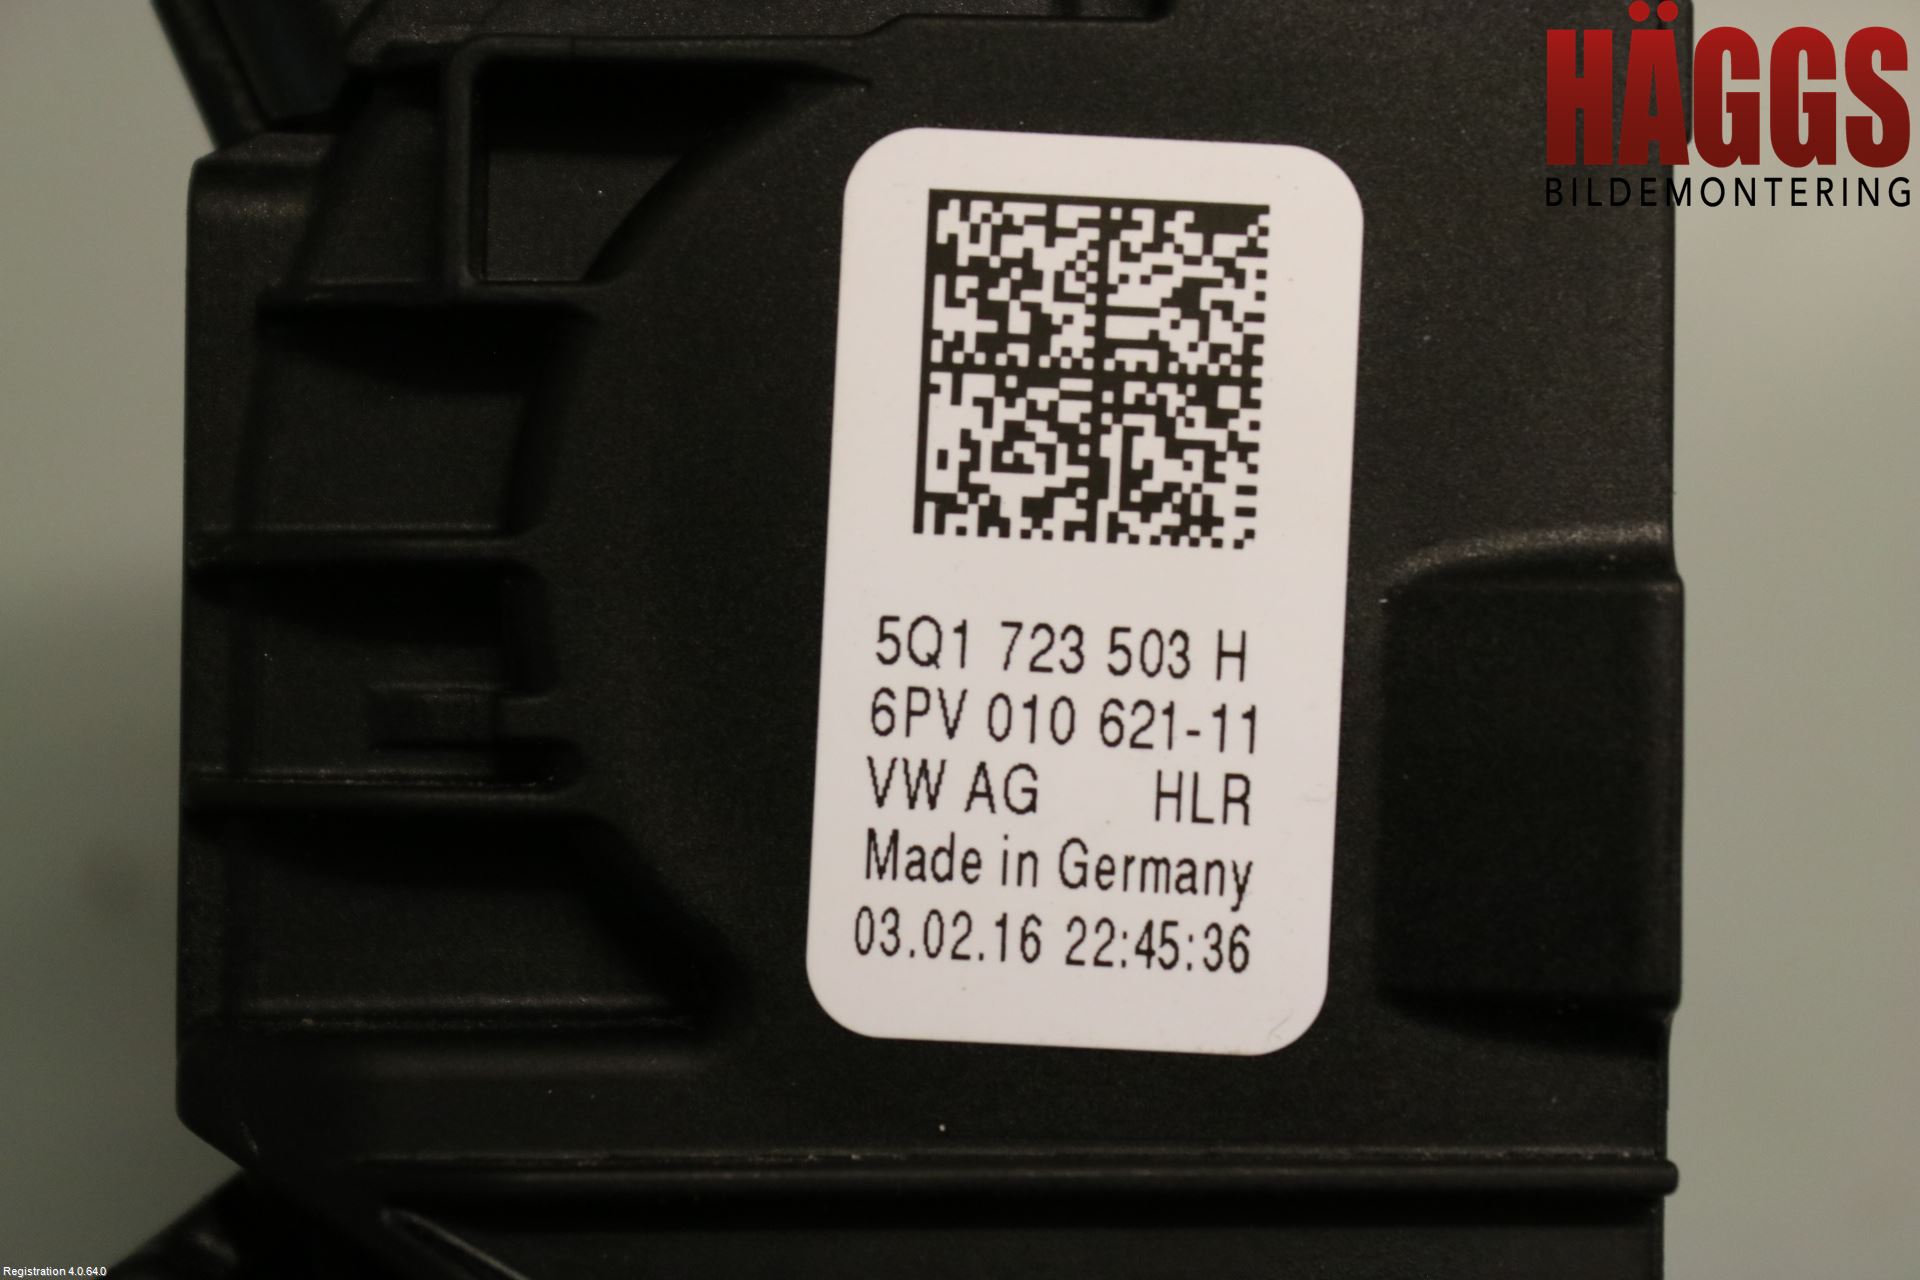 HÄGGS
BILDEMONTERING
5Q1 723 503 H
6PV 010 621-11
VW AG HLR
Made in Germany
03.02.16 22:45:36
Registration 4.0.64.0